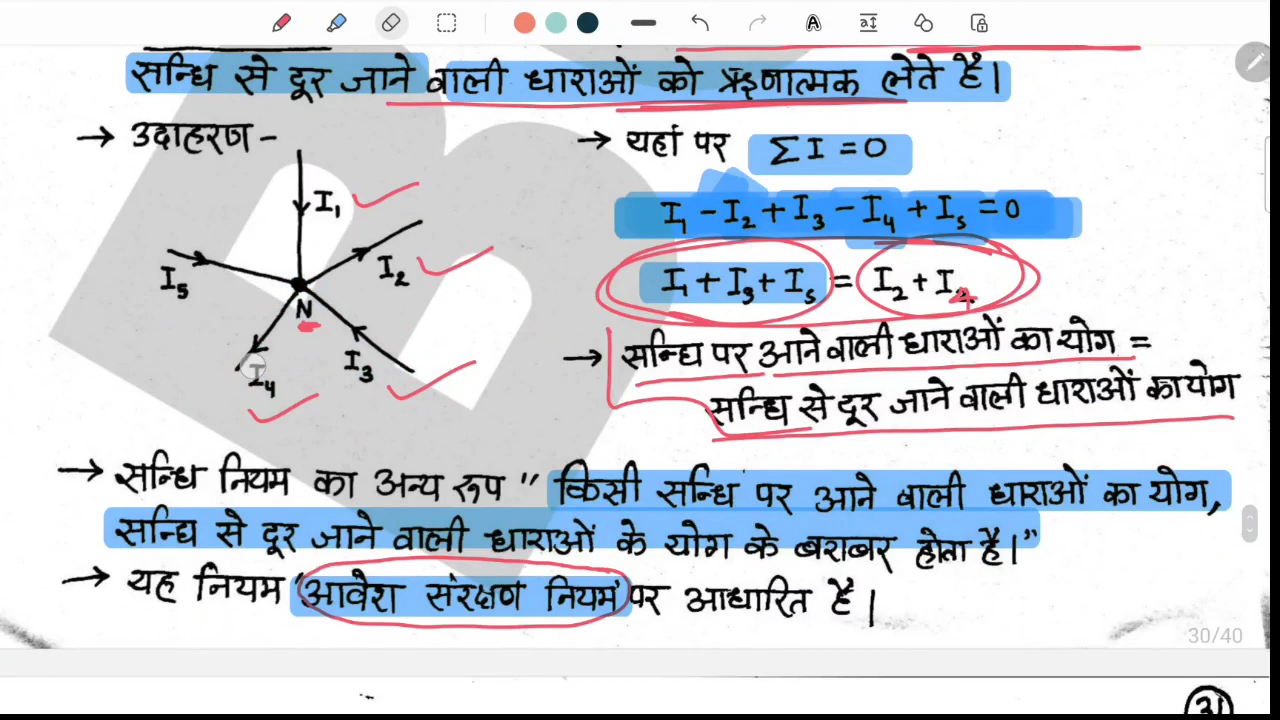 सन्धि से दूर जाने वाली धाराओं को ऋणात्मक लेते है।
→ उदाहरण -
I₁
I₂
I₅
N
I₃
I₄
→ यहां पर ΣI = 0
I₁ - I₂ + I₃ - I₄ + I₅ = 0
I₁ + I₃ + I₅ = I₂ + I₄
→ सन्धि पर आने वाली धाराओं का योग =
सन्धि से दूर जाने वाली धाराओं का योग
→ सन्धि नियम का अन्य रूप " किसी सन्धि पर आने वाली धाराओं का योग,
सन्धि से दूर जाने वाली धाराओं के योग के बराबर होता है।"
→ यह नियम 'आवेश संरक्षण नियम' पर आधारित है।
30/40
31